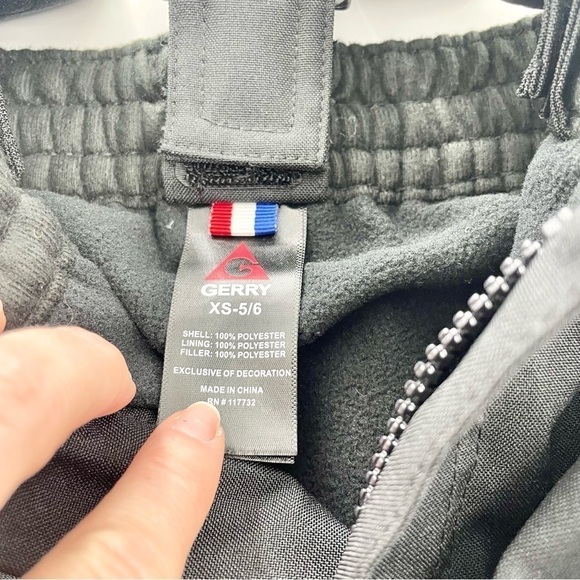 GERRY
XS-5/6
SHELL: 100% POLYESTER
LINING: 100% POLYESTER
FILLER: 100% POLYESTER
EXCLUSIVE OF DECORATION
MADE IN CHINA
RN # 117732